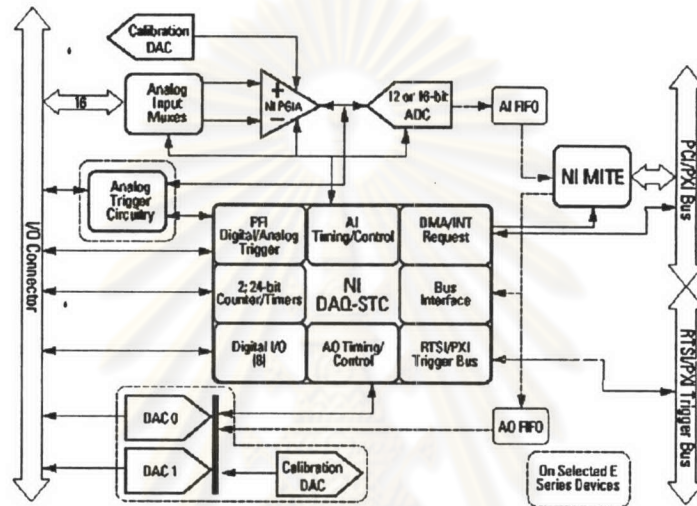 Calibration
DAC
16
Analog
Input
Muxes
+
NI PGIA
−
12 or 16-bit
ADC
AI FIFO
NI MITE
PCI/PXI Bus
I/O Connector
Analog
Trigger
Circuitry
PFI
Digital/Analog
Trigger
AI
Timing/Control
DMA/INT
Request
2; 24-bit
Counter/Timers
NI
DAQ-STC
Bus
Interface
Digital I/O
(8)
AO Timing/
Control
RTSI/PXI
Trigger Bus
RTSI/PXI Trigger Bus
DAC 0
DAC 1
Calibration
DAC
AO FIFO
On Selected E
Series Devices